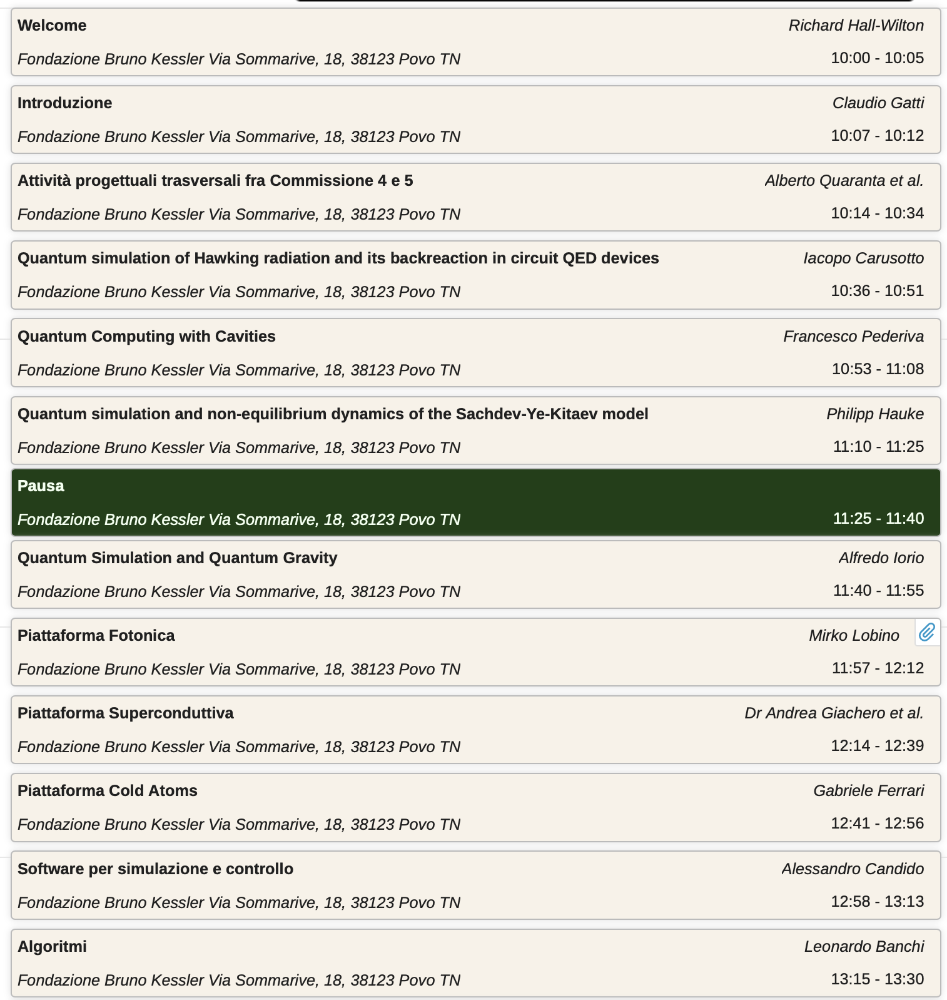 Welcome
Richard Hall-Wilton
Fondazione Bruno Kessler Via Sommarive, 18, 38123 Povo TN
10:00 - 10:05
Introduzione
Claudio Gatti
Fondazione Bruno Kessler Via Sommarive, 18, 38123 Povo TN
10:07 - 10:12
Attività progettuali trasversali fra Commissione 4 e 5
Alberto Quaranta et al.
Fondazione Bruno Kessler Via Sommarive, 18, 38123 Povo TN
10:14 - 10:34
Quantum simulation of Hawking radiation and its backreaction in circuit QED devices
Iacopo Carusotto
Fondazione Bruno Kessler Via Sommarive, 18, 38123 Povo TN
10:36 - 10:51
Quantum Computing with Cavities
Francesco Pederiva
Fondazione Bruno Kessler Via Sommarive, 18, 38123 Povo TN
10:53 - 11:08
Quantum simulation and non-equilibrium dynamics of the Sachdev-Ye-Kitaev model
Philipp Hauke
Fondazione Bruno Kessler Via Sommarive, 18, 38123 Povo TN
11:10 - 11:25
Pausa
Fondazione Bruno Kessler Via Sommarive, 18, 38123 Povo TN
11:25 - 11:40
Quantum Simulation and Quantum Gravity
Alfredo Iorio
Fondazione Bruno Kessler Via Sommarive, 18, 38123 Povo TN
11:40 - 11:55
Piattaforma Fotonica
Mirko Lobino
Fondazione Bruno Kessler Via Sommarive, 18, 38123 Povo TN
11:57 - 12:12
Piattaforma Superconduttiva
Dr Andrea Giachero et al.
Fondazione Bruno Kessler Via Sommarive, 18, 38123 Povo TN
12:14 - 12:39
Piattaforma Cold Atoms
Gabriele Ferrari
Fondazione Bruno Kessler Via Sommarive, 18, 38123 Povo TN
12:41 - 12:56
Software per simulazione e controllo
Alessandro Candido
Fondazione Bruno Kessler Via Sommarive, 18, 38123 Povo TN
12:58 - 13:13
Algoritmi
Leonardo Banchi
Fondazione Bruno Kessler Via Sommarive, 18, 38123 Povo TN
13:15 - 13:30